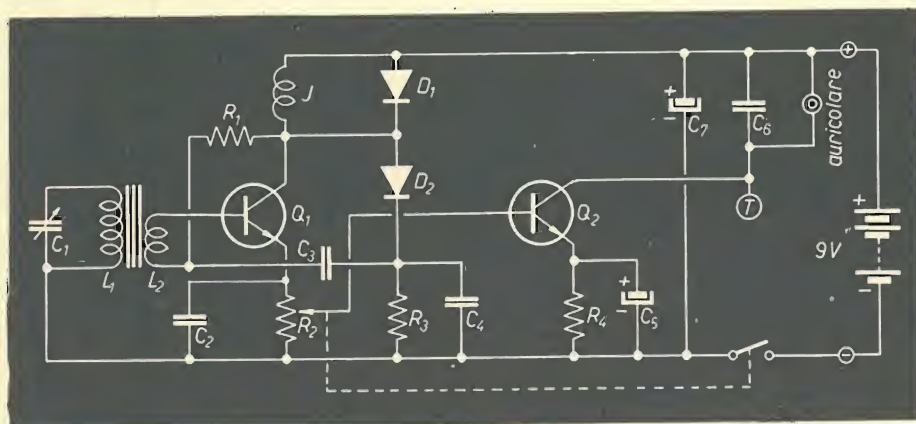 J
D₁
R₁
C₇
C₆
auricolare
+
D₂
Q₁
Q₂
T
C₁
L₁
L₂
C₃
9V
C₂
R₂
R₃
C₄
R₄
C₅
+
-
+
-
+
-
-